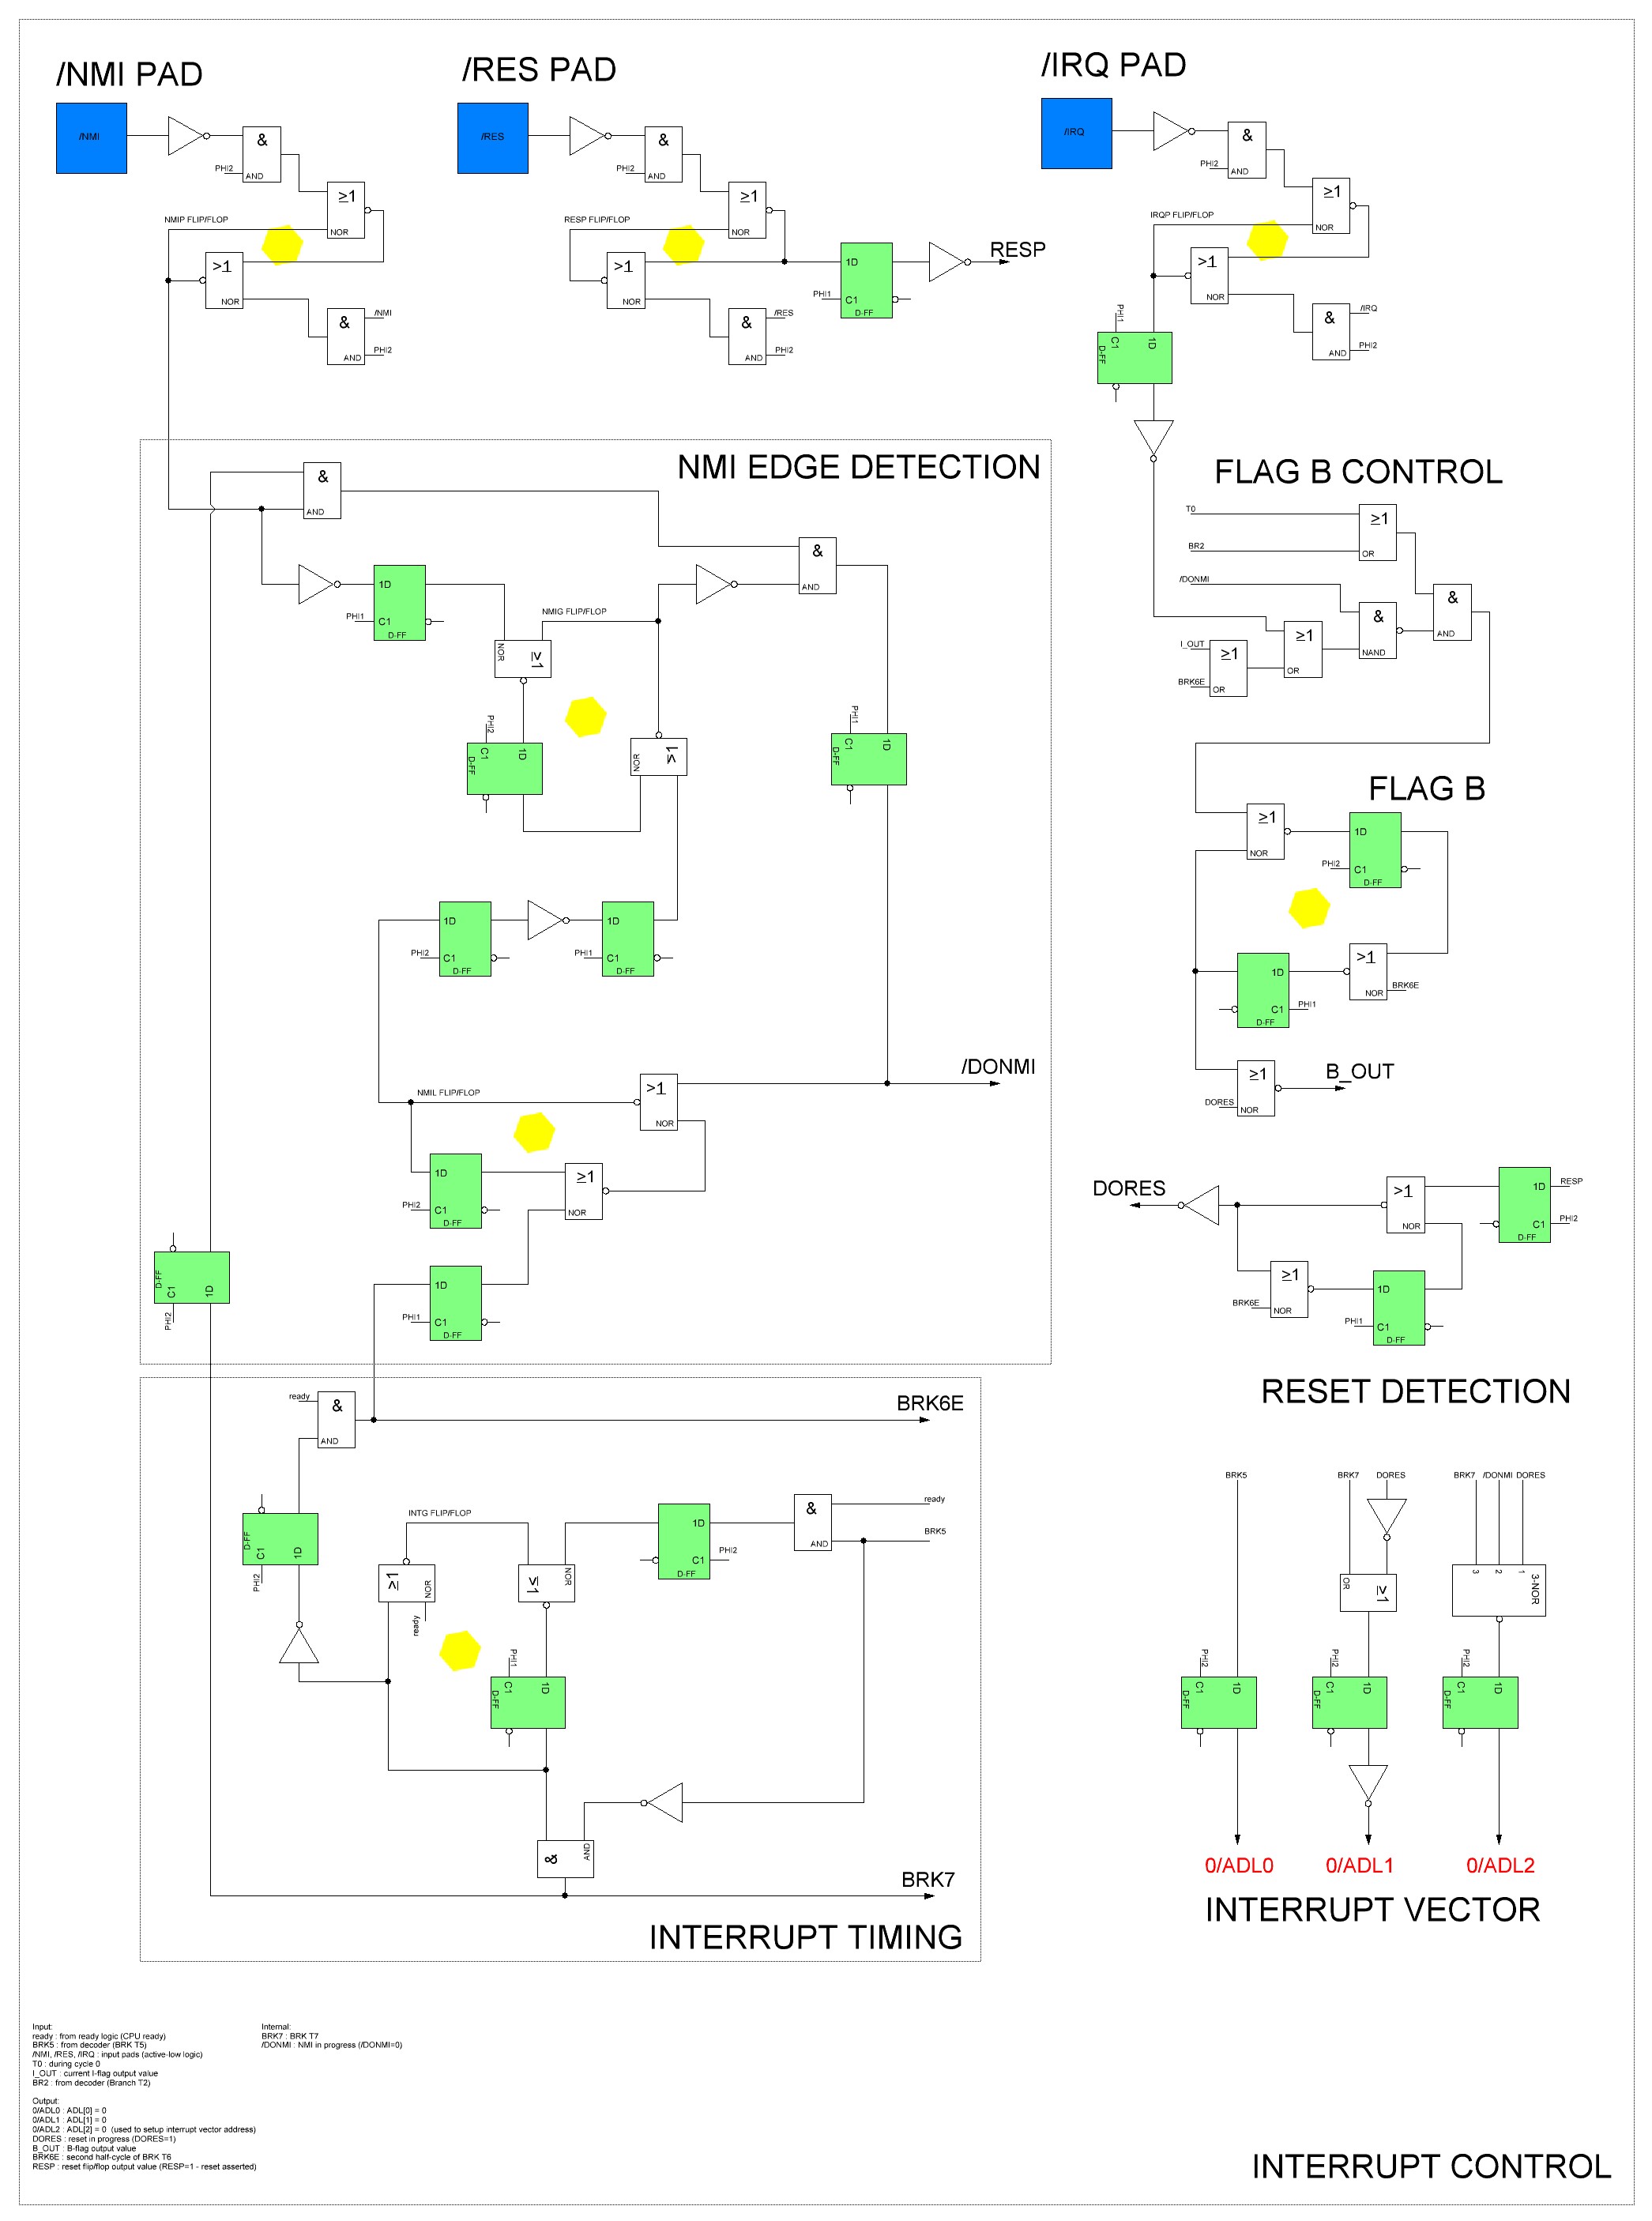 /NMI PAD
/RES PAD
/IRQ PAD
/NMI
/RES
/IRQ
&
PHI2
AND
&
PHI2
AND
&
PHI2
AND
≥1
NOR
≥1
NOR
≥1
NOR
NMIP FLIP/FLOP
RESP FLIP/FLOP
IRQP FLIP/FLOP
>1
NOR
>1
NOR
>1
NOR
1D
C1
D-FF
PHI1
RESP
&
AND
/NMI
PHI2
&
AND
/RES
PHI2
&
AND
/IRQ
PHI2
PHI1
C1
1D
D-FF
NMI EDGE DETECTION
&
AND
&
AND
1D
PHI1
C1
D-FF
NMIG FLIP/FLOP
NOR
≥1
PHI2
C1
1D
D-FF
NOR
≥1
PHI1
C1
1D
D-FF
1D
PHI2
C1
D-FF
1D
PHI1
C1
D-FF
/DONMI
NMIL FLIP/FLOP
>1
NOR
1D
PHI2
C1
D-FF
≥1
NOR
D-FF
C1
1D
PHI2
1D
PHI1
C1
D-FF
FLAG B CONTROL
T0
BR2
≥1
OR
/DONMI
&
NAND
&
AND
I_OUT
BRK6E
≥1
OR
≥1
OR
FLAG B
≥1
NOR
1D
PHI2
C1
D-FF
>1
NOR
BRK6E
1D
C1
PHI1
D-FF
≥1
NOR
DORES
B_OUT
DORES
>1
NOR
1D
C1
D-FF
RESP
PHI2
≥1
NOR
BRK6E
1D
PHI1
C1
D-FF
RESET DETECTION
ready
&
AND
BRK6E
D-FF
C1
1D
PHI2
INTG FLIP/FLOP
≥1
NOR
ready
≥1
NOR
1D
C1
D-FF
PHI2
&
AND
ready
BRK5
PHI1
C1
1D
D-FF
&
AND
BRK7
INTERRUPT TIMING
BRK5
BRK7
DORES
BRK7
/DONMI
DORES
OR
≥1
3
2
1
3-NOR
PHI2
C1
1D
D-FF
PHI2
C1
1D
D-FF
PHI2
C1
1D
D-FF
0/ADL0
0/ADL1
0/ADL2
INTERRUPT VECTOR
Input:
ready : from ready logic (CPU ready)
BRK5 : from decoder (BRK T5)
/NMI, /RES, /IRQ : input pads (active-low logic)
T0 : during cycle 0
I_OUT : current I-flag output value
BR2 : from decoder (Branch T2)
Output:
0/ADL0 : ADL[0] = 0
0/ADL1 : ADL[1] = 0
0/ADL2 : ADL[2] = 0 (used to setup interrupt vector address)
DORES : reset in progress (DORES=1)
B_OUT : B-flag output value
BRK6E : second half-cycle of BRK T6
RESP : reset flip/flop output value (RESP=1 - reset asserted)
Internal:
BRK7 : BRK T7
/DONMI : NMI in progress (/DONMI=0)
INTERRUPT CONTROL